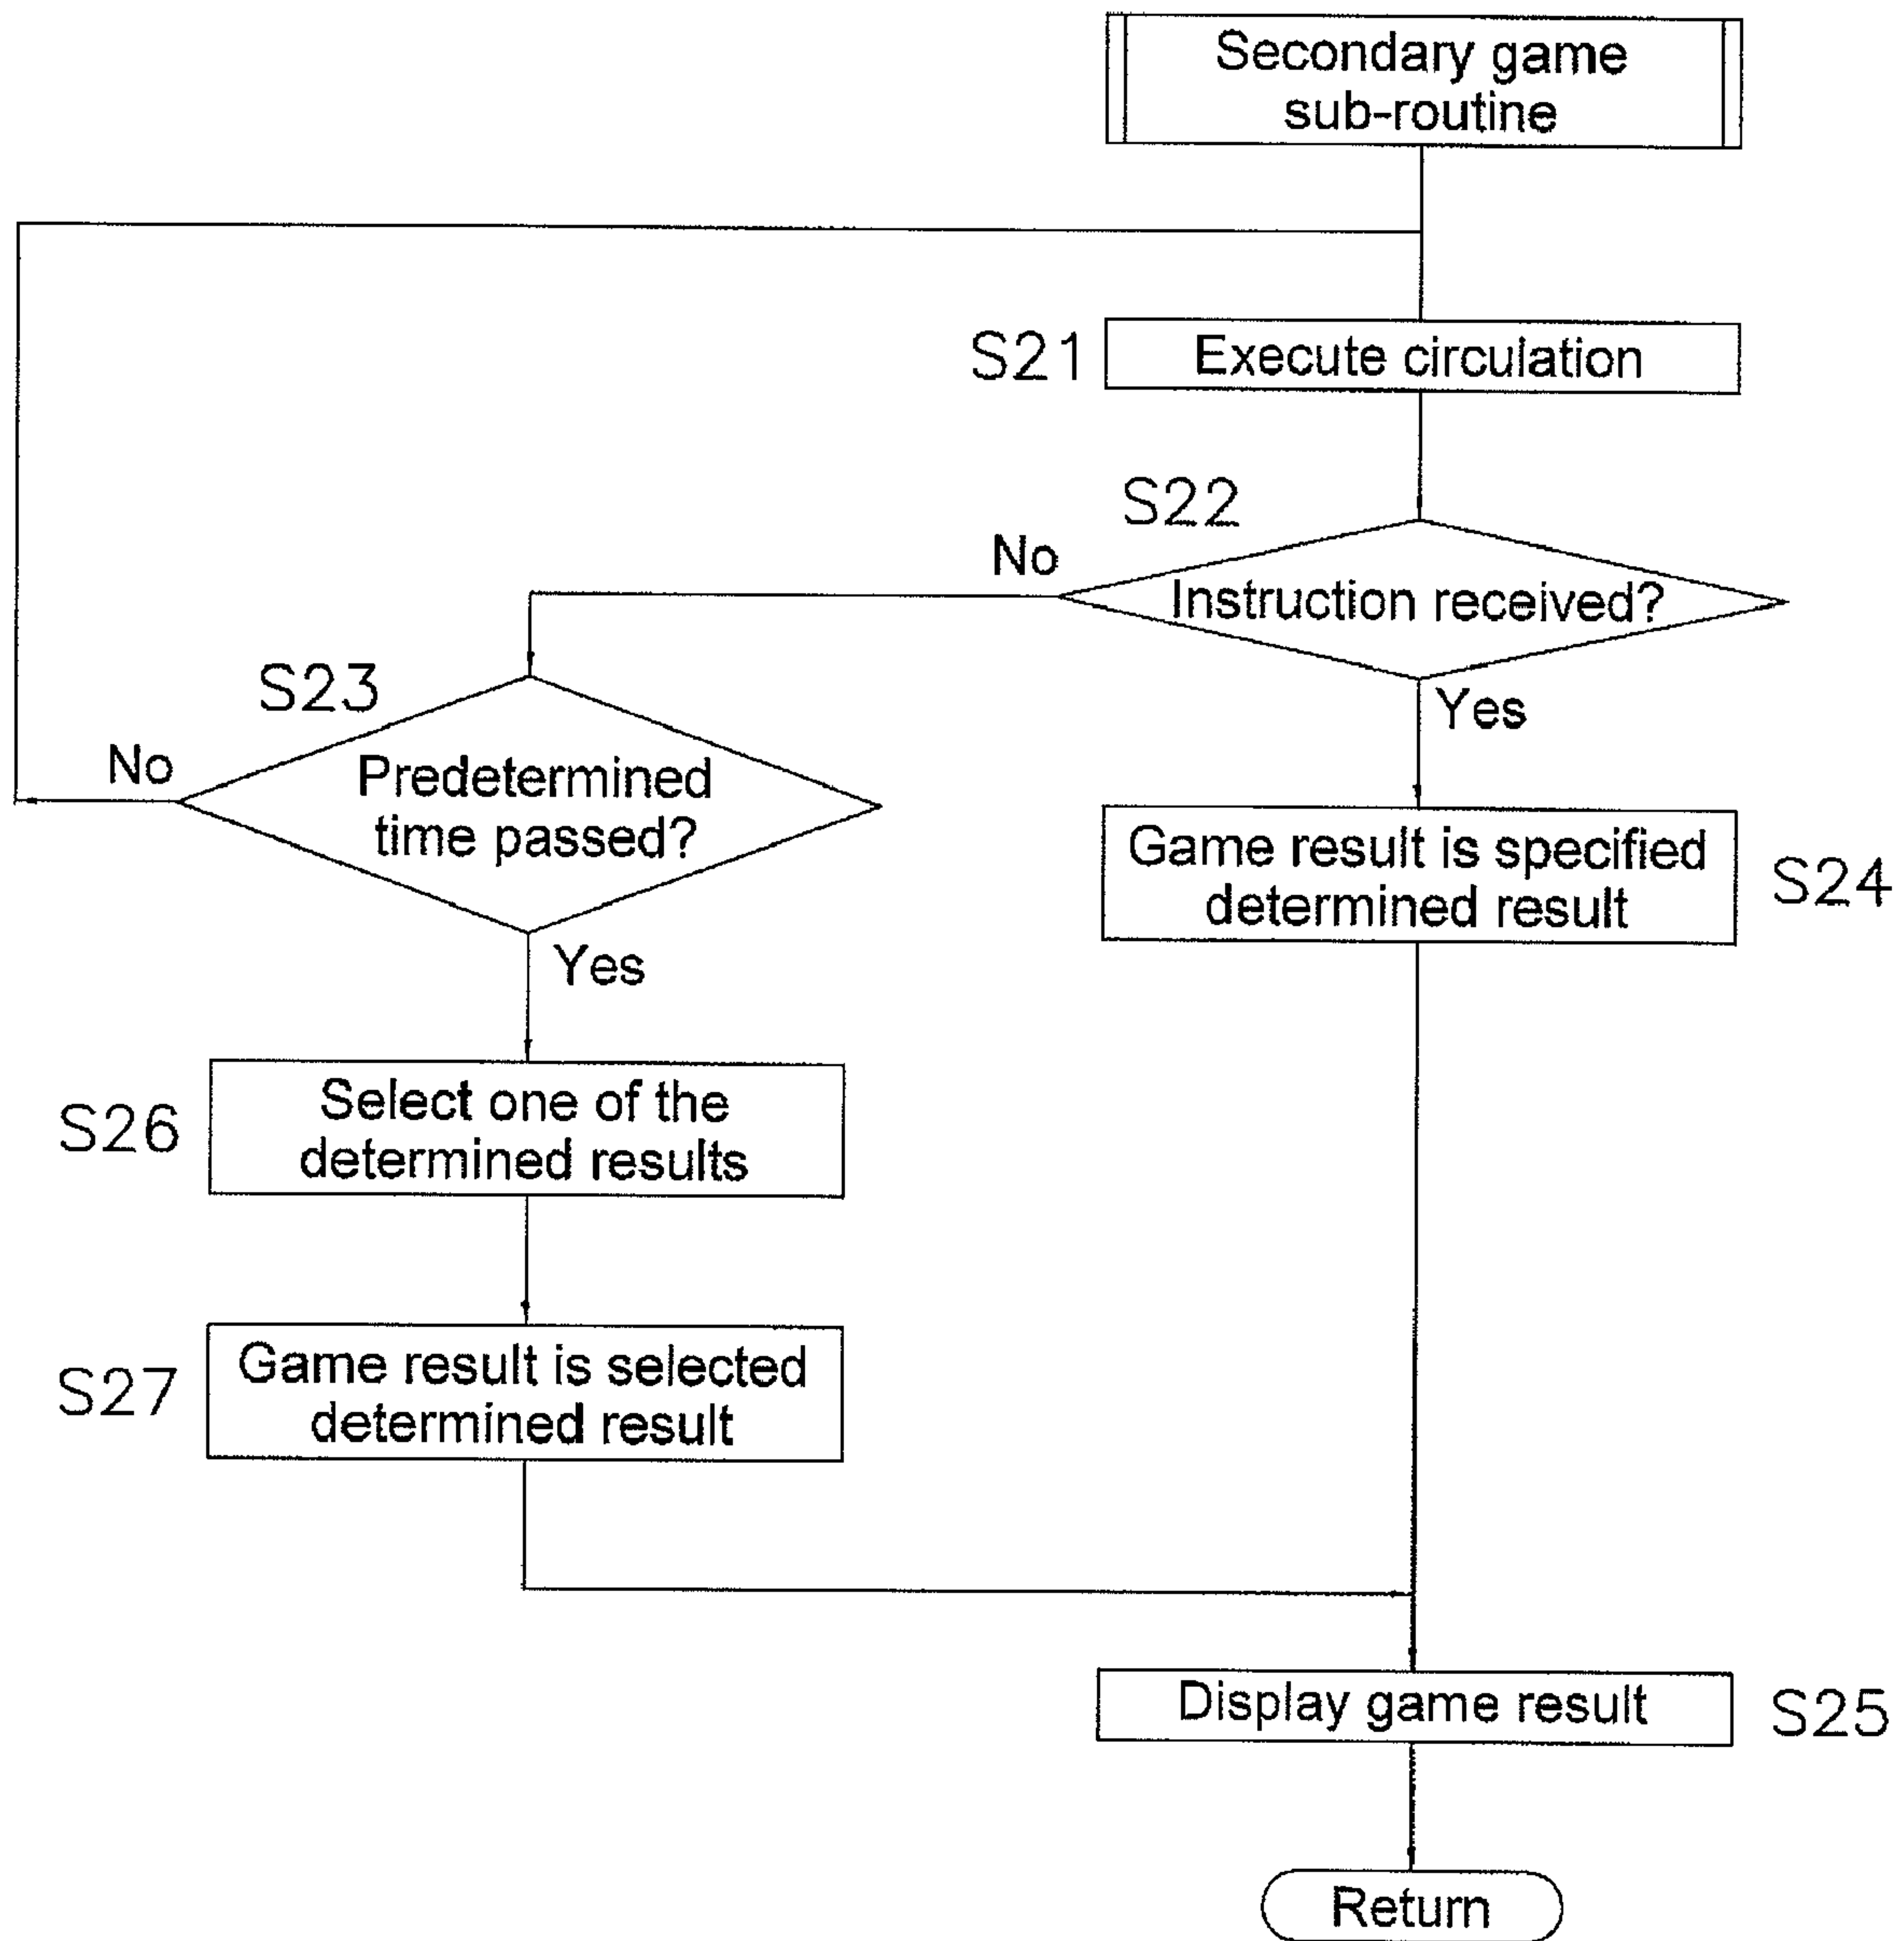 Secondary game
sub-routine
S21
Execute circulation
S22
No
Instruction received?
Yes
S23
No
Predetermined
time passed?
Yes
Game result is specified
determined result
S24
S26
Select one of the
determined results
S27
Game result is selected
determined result
Display game result
S25
Return